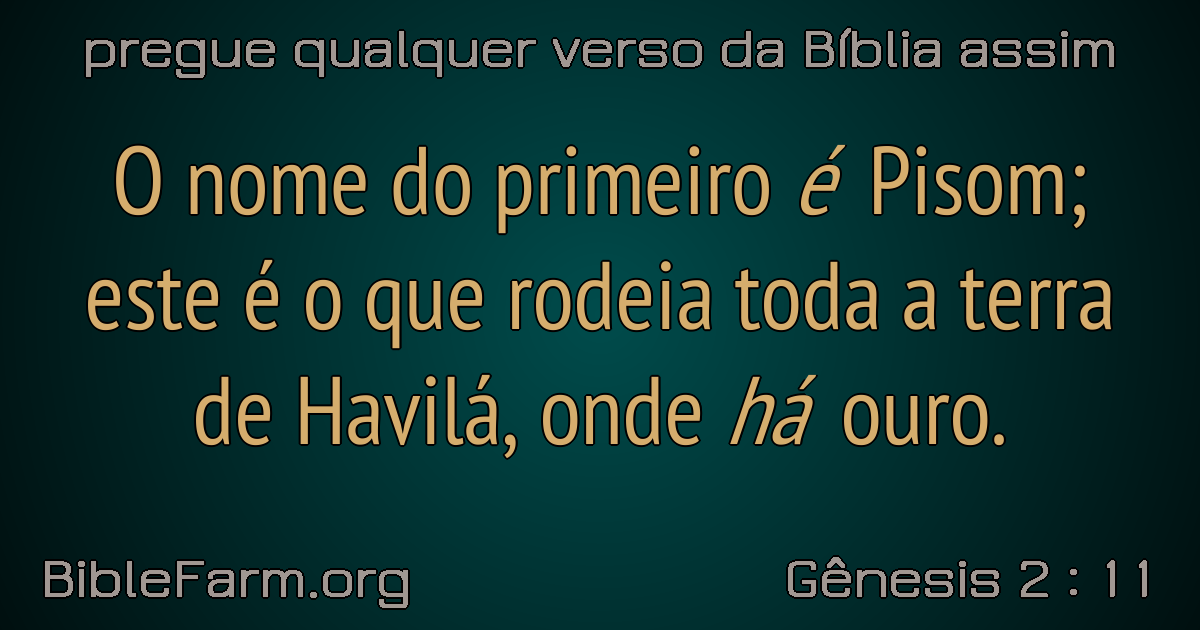 pregue qualquer verso da Bíblia assim
O nome do primeiro é Pisom;
este é o que rodeia toda a terra
de Havilá, onde há ouro.
BibleFarm.org
Gênesis 2 : 11